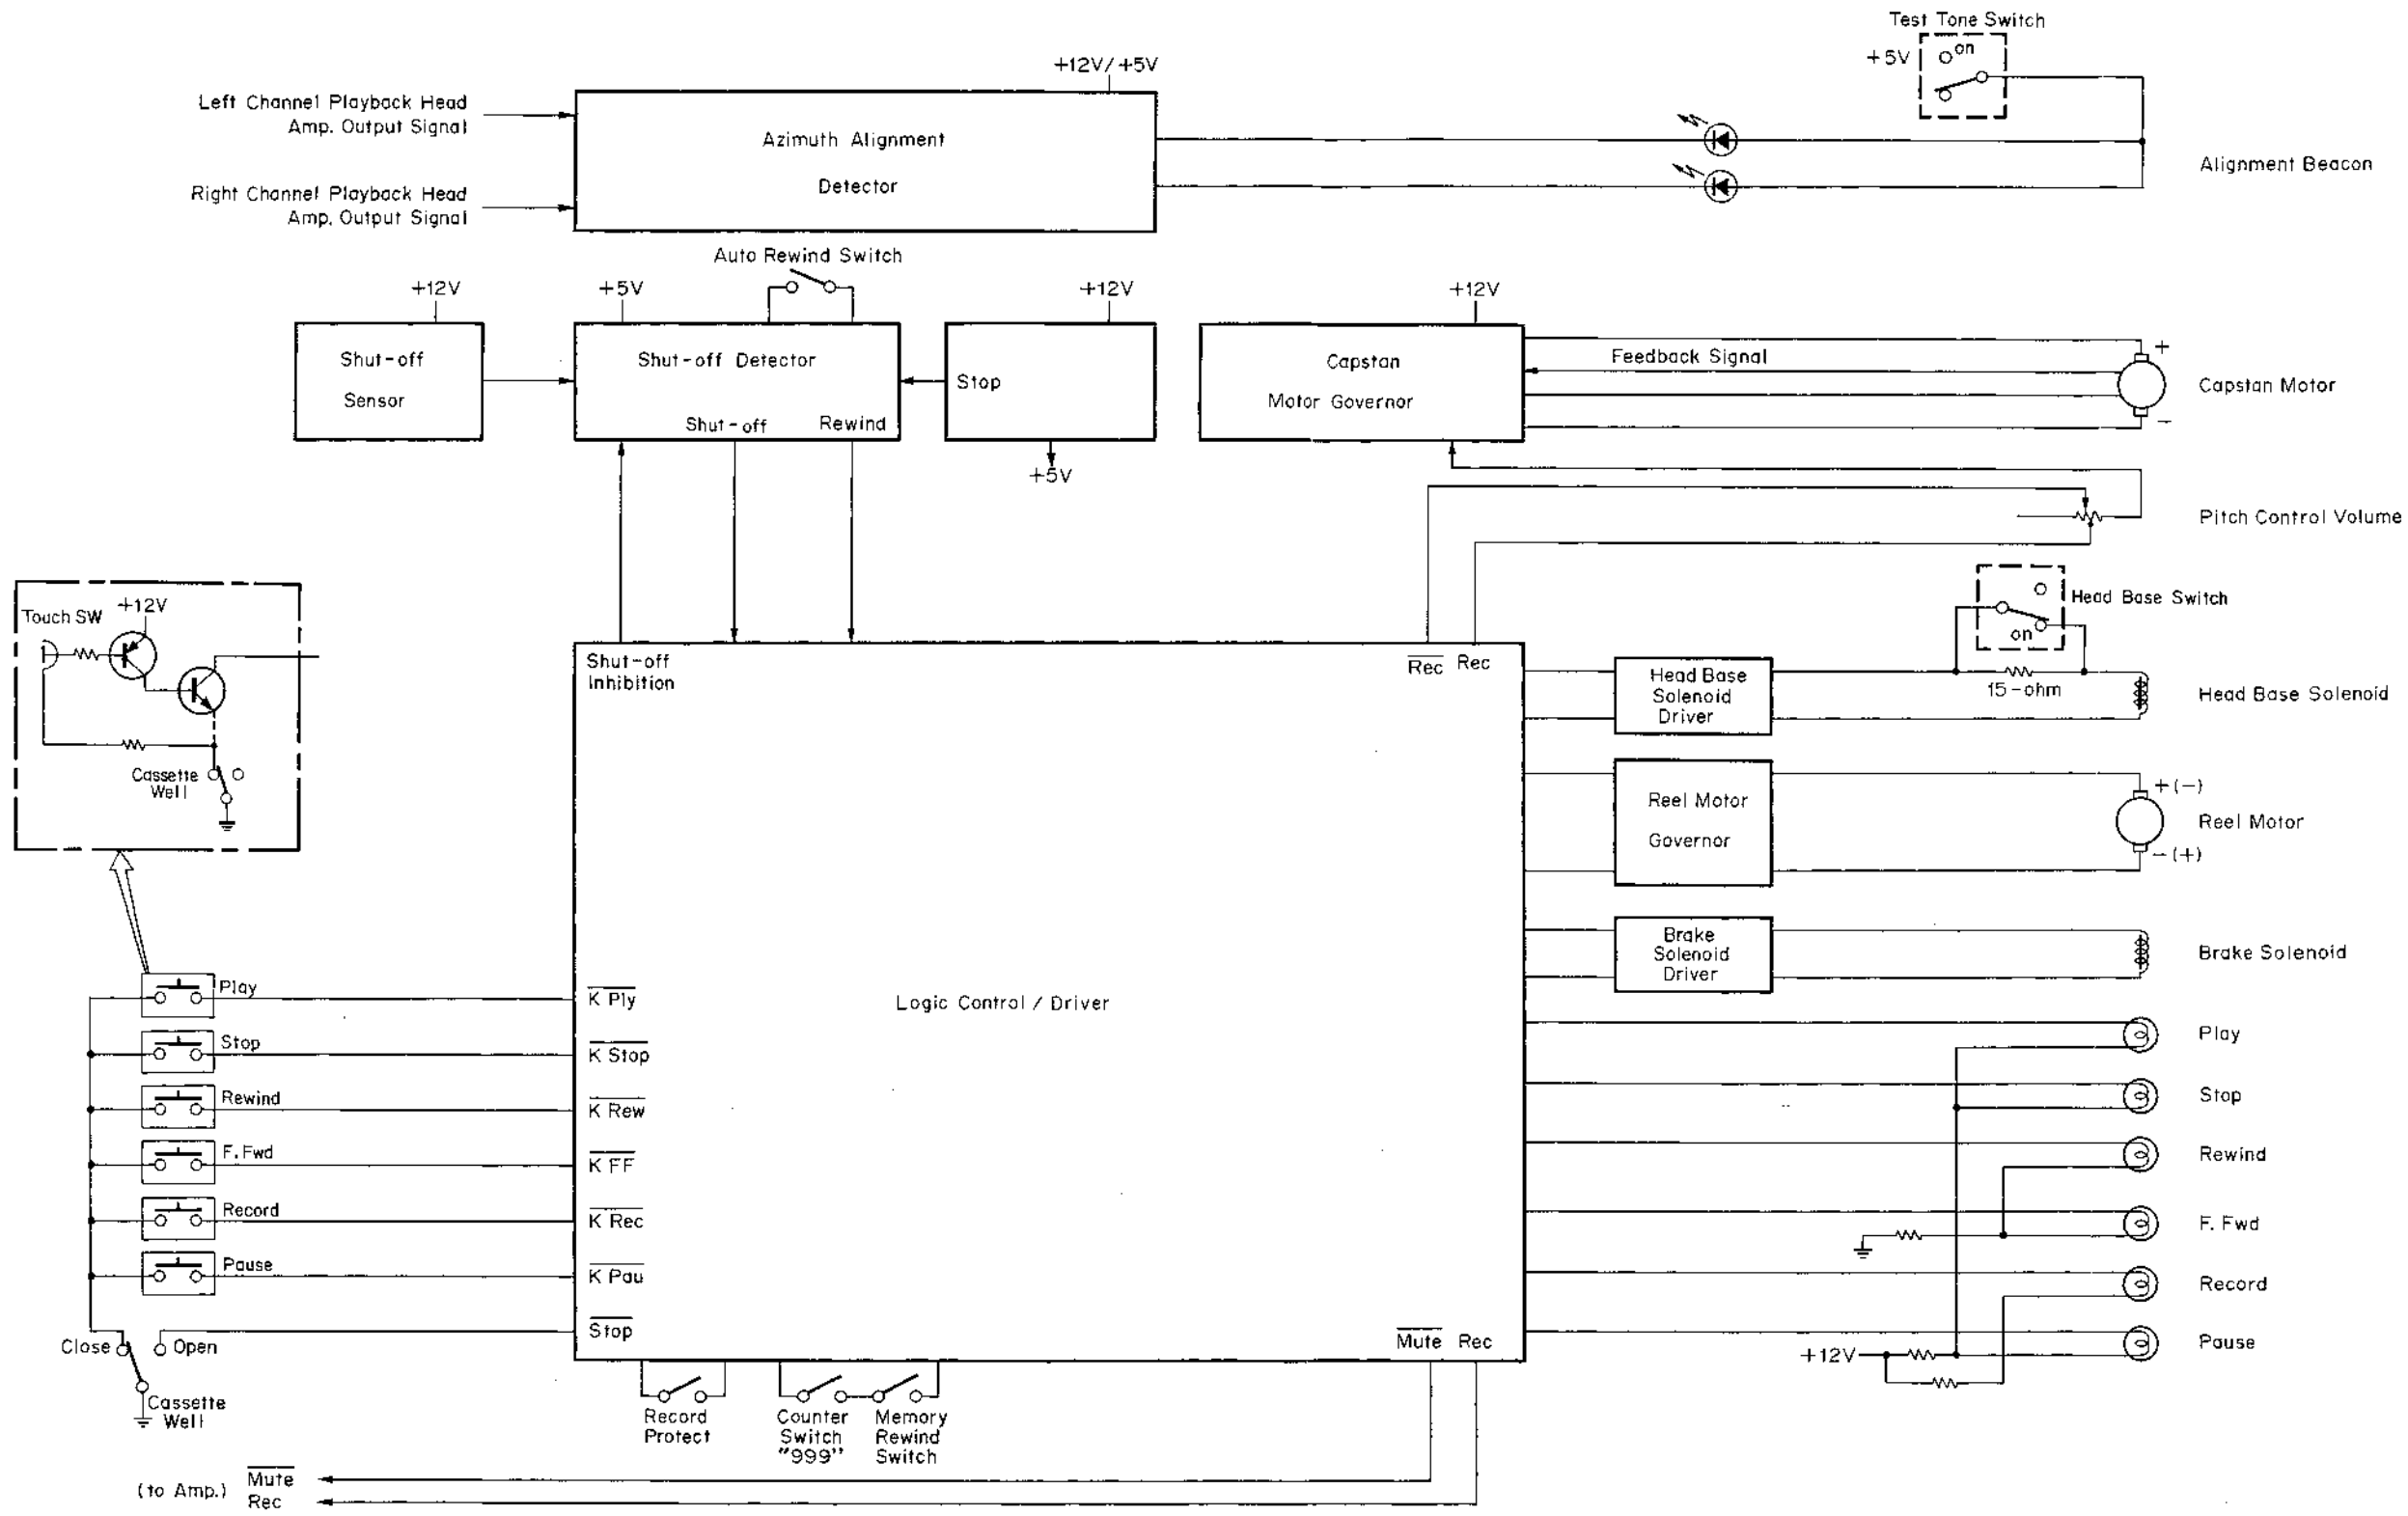 Test Tone Switch
+5V
on
+12V/+5V
Left Channel Playback Head
Amp. Output Signal
Azimuth Alignment
Detector
Right Channel Playback Head
Amp. Output Signal
Alignment Beacon
Auto Rewind Switch
+12V
+5V
+12V
+12V
Shut-off
Sensor
Shut-off Detector
Shut-off
Rewind
Stop
+5V
Capstan
Motor Governor
Feedback Signal
+
−
Capstan Motor
Pitch Control Volume
Touch SW
+12V
Cassette
Well
Head Base Switch
on
Shut-off
Inhibition
Rec
Rec
Head Base
Solenoid
Driver
15-ohm
Head Base Solenoid
Reel Motor
Governor
+(−)
−(+)
Reel Motor
Brake
Solenoid
Driver
Brake Solenoid
Logic Control / Driver
Play
K Ply
Stop
K Stop
Rewind
K Rew
F.Fwd
K FF
Record
K Rec
Pause
K Pau
Stop
Close
Open
Cassette
Well
Mute
Rec
Play
Stop
Rewind
F. Fwd
Record
Pause
+12V
Record
Protect
Counter
Switch
"999"
Memory
Rewind
Switch
(to Amp.)
Mute
Rec